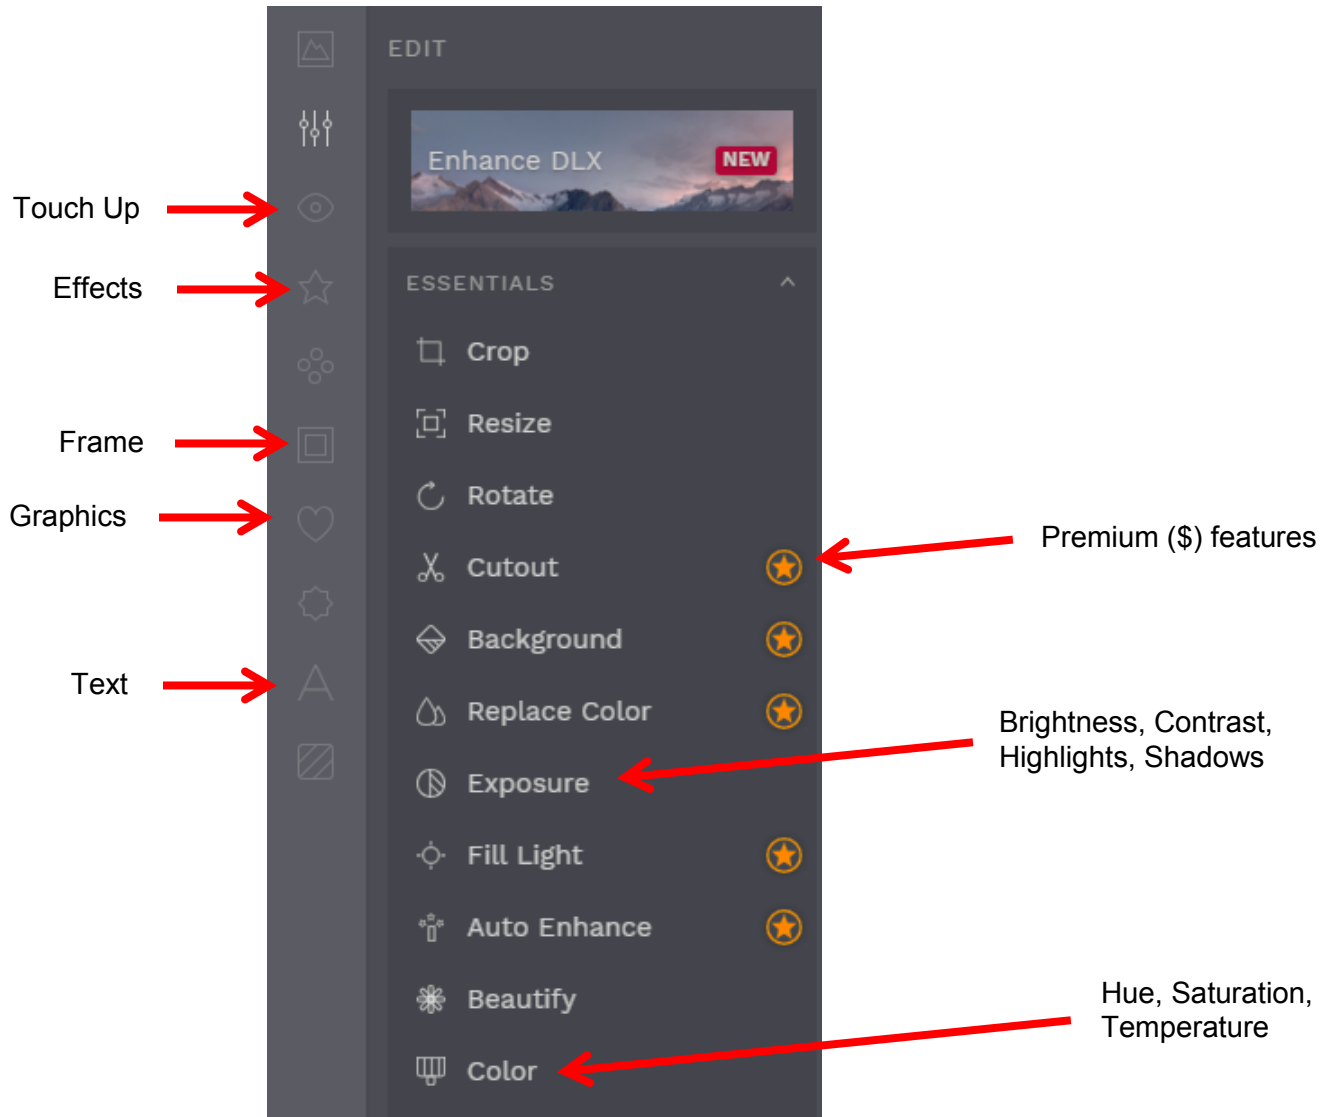 EDIT
Enhance DLX
NEW
Touch Up
Effects
ESSENTIALS
Crop
Frame
Resize
Graphics
Rotate
Premium ($) features
Cutout
Background
Text
Replace Color
Brightness, Contrast,
Highlights, Shadows
Exposure
Fill Light
Auto Enhance
Beautify
Hue, Saturation,
Temperature
Color